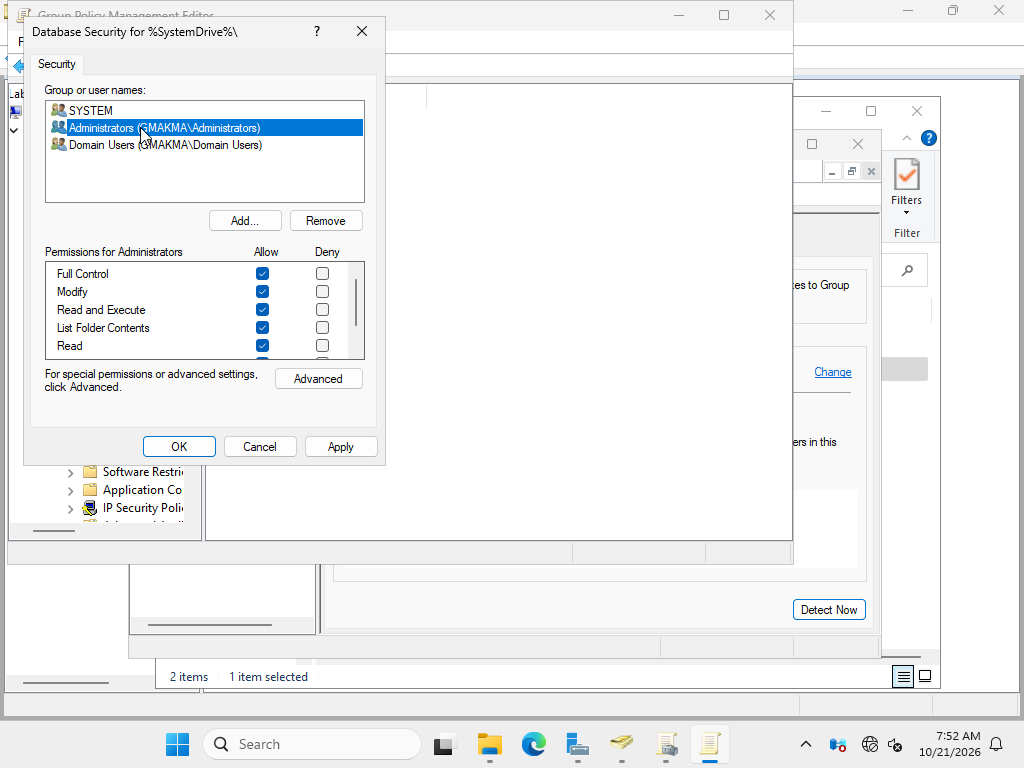 Group Policy Management Editor
Database Security for %SystemDrive%\
?
F
Security
Lab
Group or user names:
SYSTEM
Administrators (GMAKMA\Administrators)
Domain Users (GMAKMA\Domain Users)
Add...
Remove
Permissions for Administrators
Allow
Deny
Full Control
Modify
Read and Execute
List Folder Contents
Read
For special permissions or advanced settings,
click Advanced.
Advanced
OK
Cancel
Apply
Software Restri
Application Co
IP Security Poli
?
Filters
Filter
es to Group
Change
ers in this
Detect Now
2 items
1 item selected
Search
7:52 AM
10/21/2026